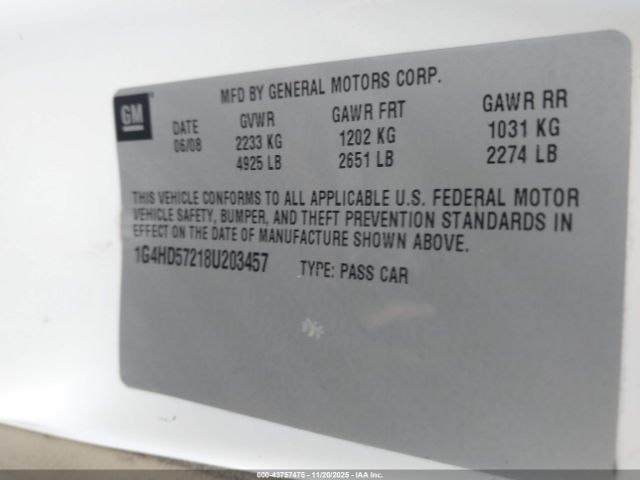 GM
MFD BY GENERAL MOTORS CORP.
DATE GVWR GAWR FRT GAWR RR
06/08 2233 KG 1202 KG 1031 KG
4925 LB 2651 LB 2274 LB
THIS VEHICLE CONFORMS TO ALL APPLICABLE U.S. FEDERAL MOTOR
VEHICLE SAFETY, BUMPER, AND THEFT PREVENTION STANDARDS IN
EFFECT ON THE DATE OF MANUFACTURE SHOWN ABOVE.
1G4HD57218U203457 TYPE: PASS CAR
000-43757475 - 11/20/2025 - IAA Inc.